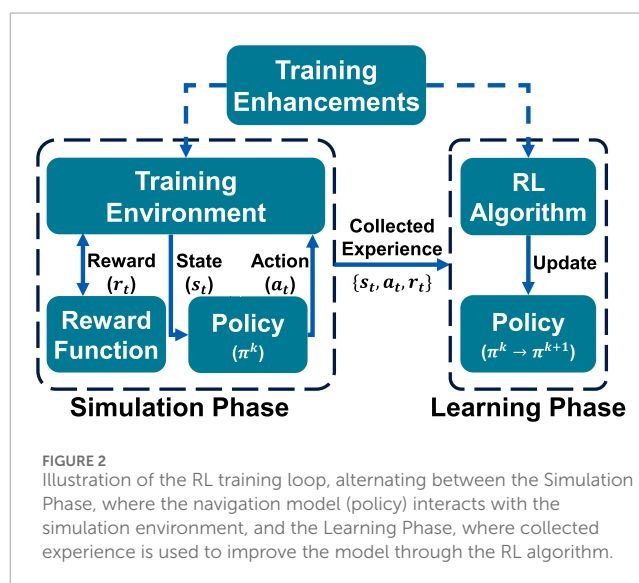 Training
Enhancements
Training
Environment
RL
Algorithm
Collected
Experience
{s_t, a_t, r_t}
Reward
(r_t)
State
(s_t)
Action
(a_t)
Update
Reward
Function
Policy
(π^k)
Policy
(π^k → π^{k+1})
Simulation Phase
Learning Phase
FIGURE 2
Illustration of the RL training loop, alternating between the Simulation
Phase, where the navigation model (policy) interacts with the
simulation environment, and the Learning Phase, where collected
experience is used to improve the model through the RL algorithm.